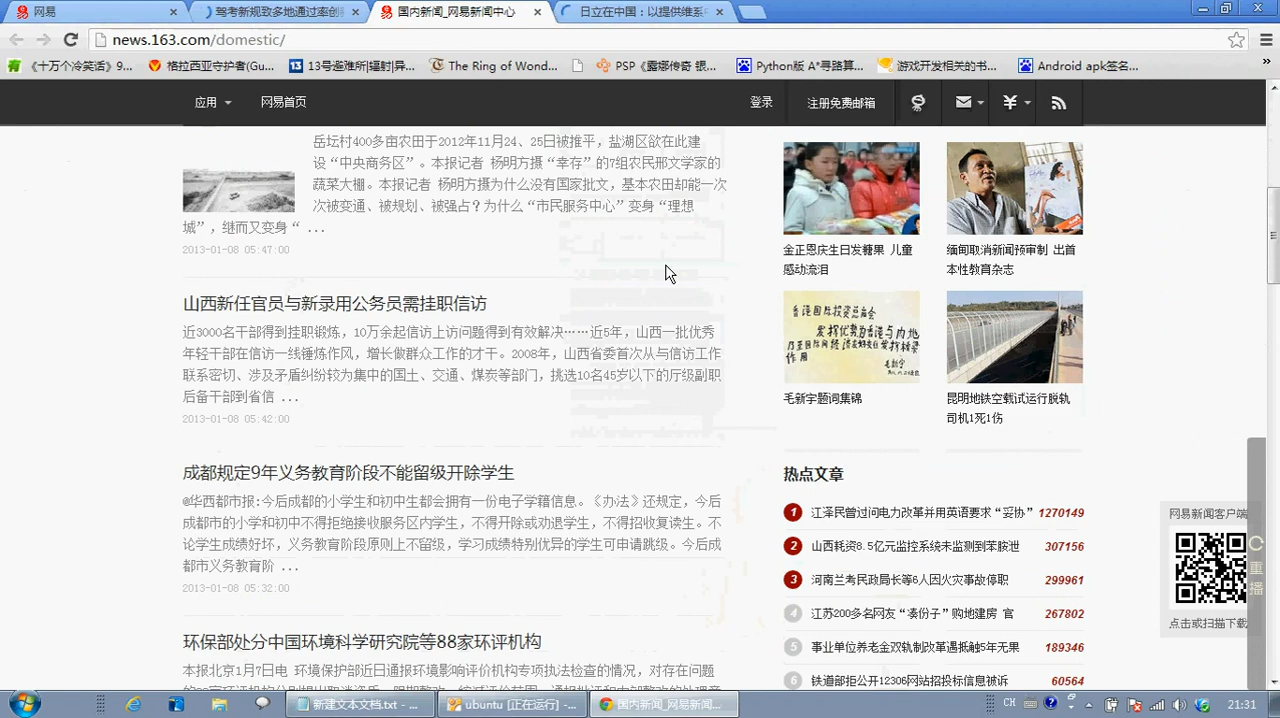 网易
驾考新规致多地通过率创新
国内新闻_网易新闻中心
日立在中国：以提供维系中
news.163.com/domestic/
《十万个冷笑话》9...
格拉西亚守护者(Gu...
13号避难所|辐射|异...
The Ring of Wond...
PSP《露娜传奇 银...
Python版 A*寻路算...
游戏开发相关的书...
Android apk签名...
应用
网易首页
登录
注册免费邮箱
岳坛村400多亩农田于2012年11月24、25日被推平，盐湖区欲在此建
设“中央商务区”。本报记者 杨明方摄“幸存”的7组农民邢文学家的
蔬菜大棚。本报记者 杨明方摄为什么没有国家批文，基本农田却能一次
次被变通、被规划、被强占？为什么“市民服务中心”变身“理想
城”，继而又变身“ ...
2013-01-08 05:47:00
山西新任官员与新录用公务员需挂职信访
近3000名干部得到挂职锻炼，10万余起信访上访问题得到有效解决……近5年，山西一批优秀
年轻干部在信访一线锤炼作风，增长做群众工作的才干。2008年，山西省委首次从与信访工作
联系密切、涉及矛盾纠纷较为集中的国土、交通、煤炭等部门，挑选10名45岁以下的厅级副职
后备干部到省信 ...
2013-01-08 05:42:00
成都规定9年义务教育阶段不能留级开除学生
@华西都市报:今后成都的小学生和初中生都会拥有一份电子学籍信息。《办法》还规定，今后
成都市的小学和初中不得拒绝接收服务区内学生，不得开除或劝退学生，不得招收复读生。不
论学生成绩好坏，义务教育阶段原则上不留级，学习成绩特别优异的学生可申请跳级。今后成
都市义务教育阶 ...
2013-01-08 05:32:00
环保部处分中国环境科学研究院等88家环评机构
本报北京1月7日电 环境保护部近日通报环境影响评价机构专项执法检查的情况，对存在问题
金正恩庆生日发糖果 儿童
感动流泪
缅甸取消新闻预审制 出首
本性教育杂志
毛新宇题词集锦
昆明地铁空载试运行脱轨
司机1死1伤
热点文章
1 江泽民曾过问电力改革并用英语要求“妥协” 1270149
2 山西耗资8.5亿元监控系统未监测到苯胺泄 307156
3 河南兰考民政局长等6人因火灾事故停职 299961
4 江苏200多名网友“凑份子”购地建房 官 267802
5 事业单位养老金双轨制改革遇抵触5年无果 189346
6 铁道部拒公开12306网站招投标信息被诉 60564
网易新闻客户端
重播
点击或扫描下载
新建文本文档.txt -...
ubuntu [正在运行] -...
国内新闻_网易新闻...
CH
21:31